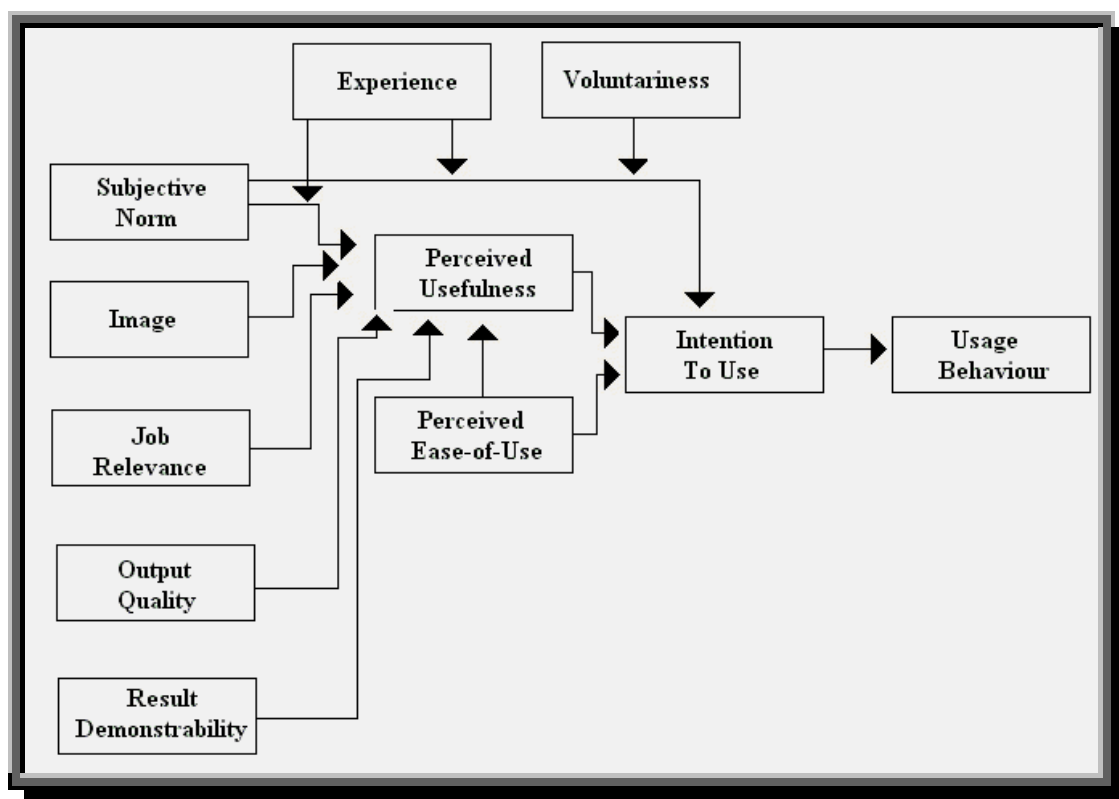 Experience
Voluntariness
Subjective
Norm
Perceived
Usefulness
Image
Intention
To Use
Usage
Behaviour
Perceived
Ease-of-Use
Job
Relevance
Output
Quality
Result
Demonstrability